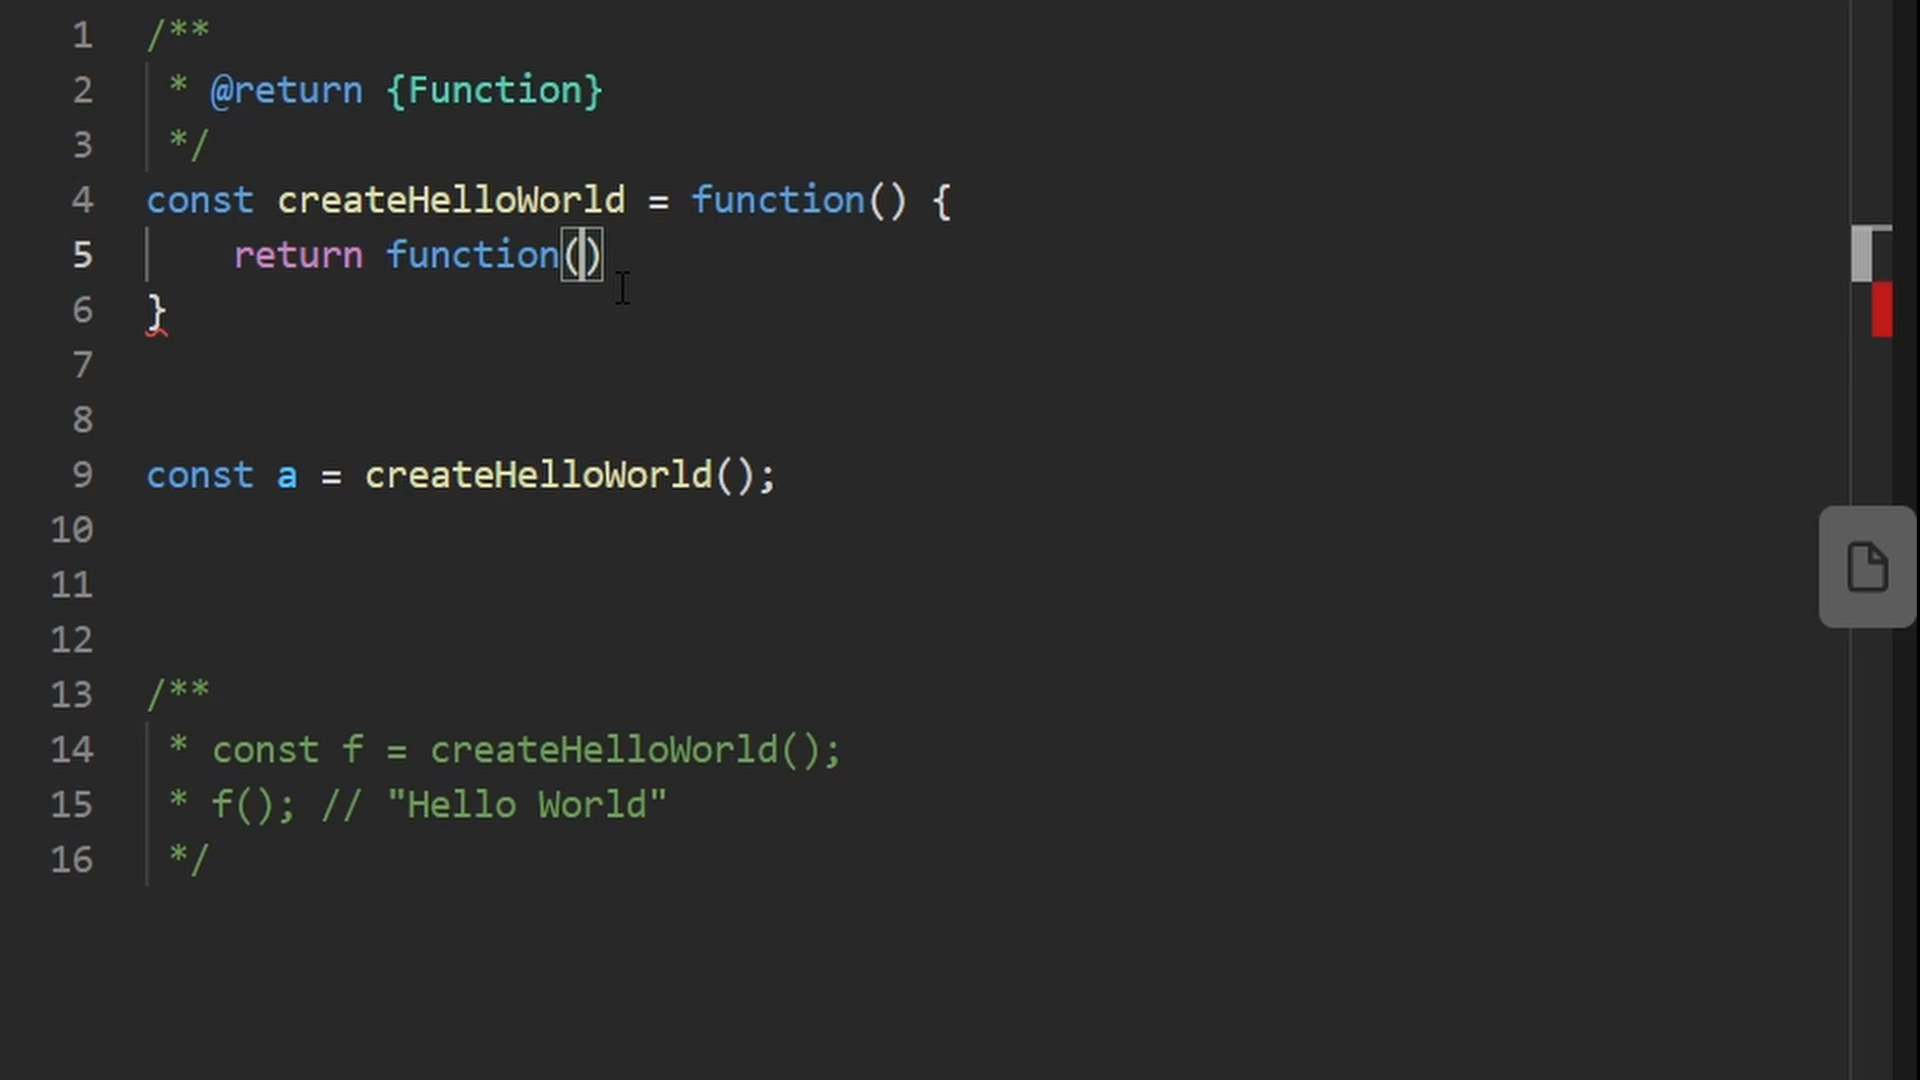 1 /**
2  * @return {Function}
3  */
4 const createHelloWorld = function() {
5     return function()
6 }
7
8
9 const a = createHelloWorld();
10
11
12
13 /**
14  * const f = createHelloWorld();
15  * f(); // "Hello World"
16  */